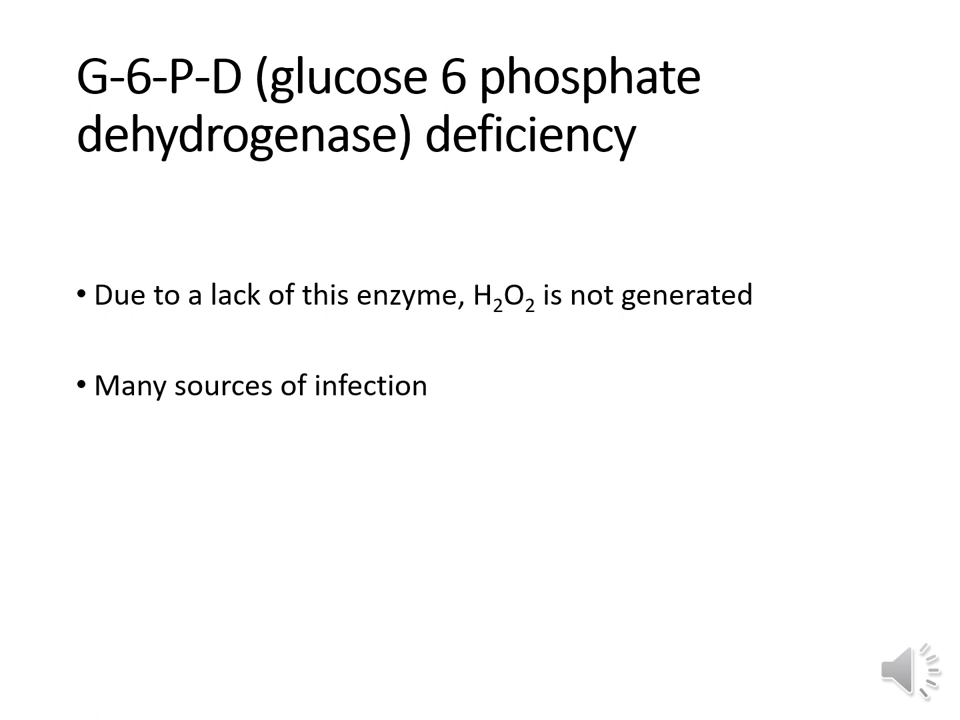 G-6-P-D (glucose 6 phosphate
dehydrogenase) deficiency
• Due to a lack of this enzyme, H₂O₂ is not generated
• Many sources of infection